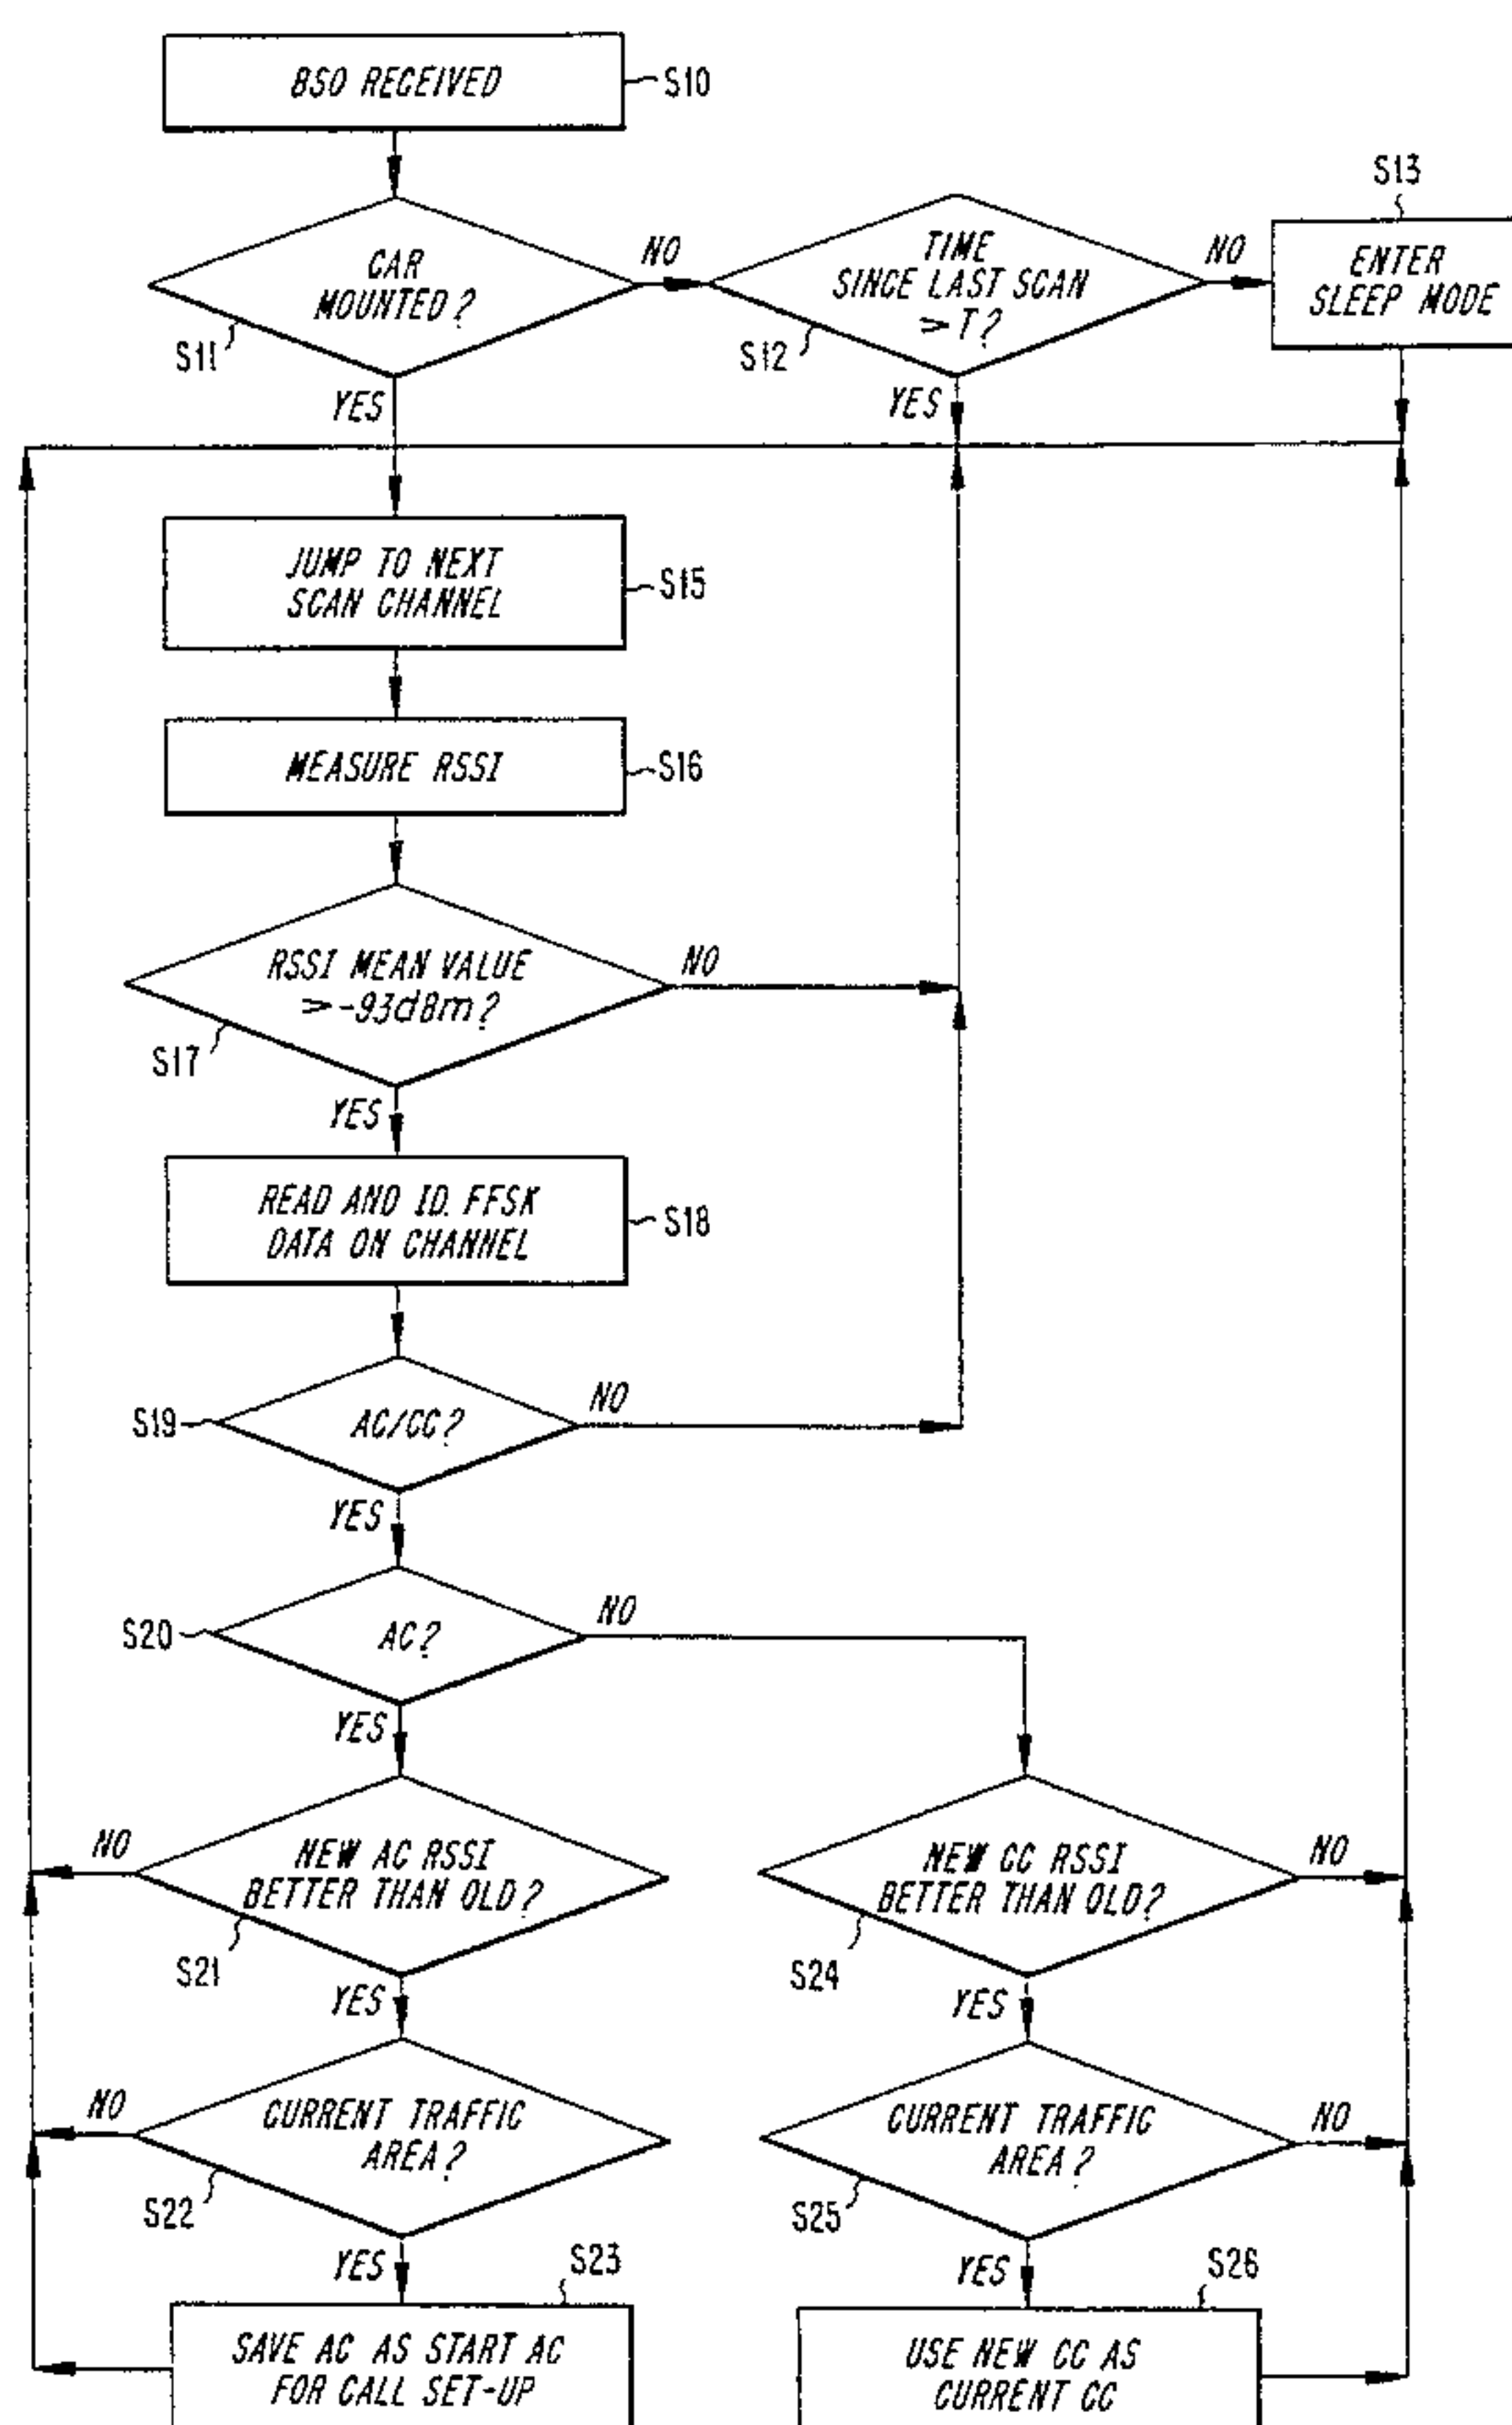 BSO RECEIVED
S10
CAR
MOUNTED?
S11
NO
YES
TIME
SINCE LAST SCAN
> T?
S12
NO
YES
S13
ENTER
SLEEP MODE
JUMP TO NEXT
SCAN CHANNEL
S15
MEASURE RSSI
S16
RSSI MEAN VALUE
> -93dBm?
S17
NO
YES
READ AND ID. FFSK
DATA ON CHANNEL
S18
AC/CC?
S19
NO
YES
AC?
S20
NO
YES
NEW AC RSSI
BETTER THAN OLD?
S21
NO
YES
NEW CC RSSI
BETTER THAN OLD?
S24
NO
YES
CURRENT TRAFFIC
AREA?
S22
NO
YES
CURRENT TRAFFIC
AREA?
S25
NO
YES
S23
SAVE AC AS START AC
FOR CALL SET-UP
S26
USE NEW CC AS
CURRENT CC